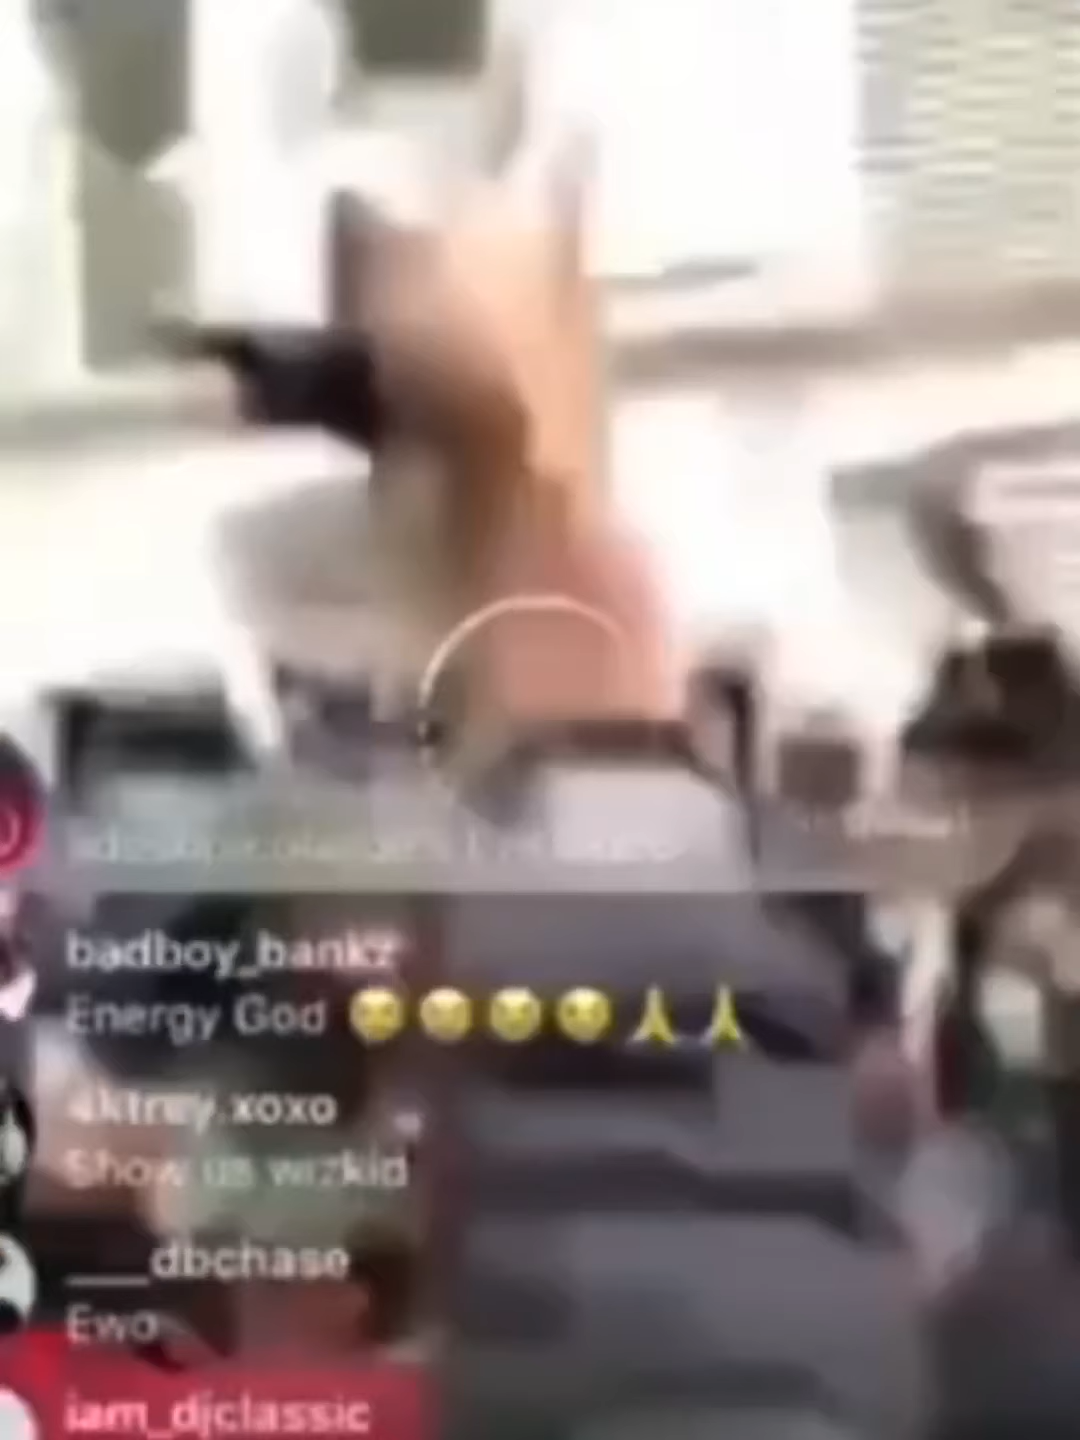 badboy_bankz
Energy God 😭😭😭😭🙏🙏
4ktrey.xoxo
Show us wizkid
___dbchase
Ewo
iam_djclassic